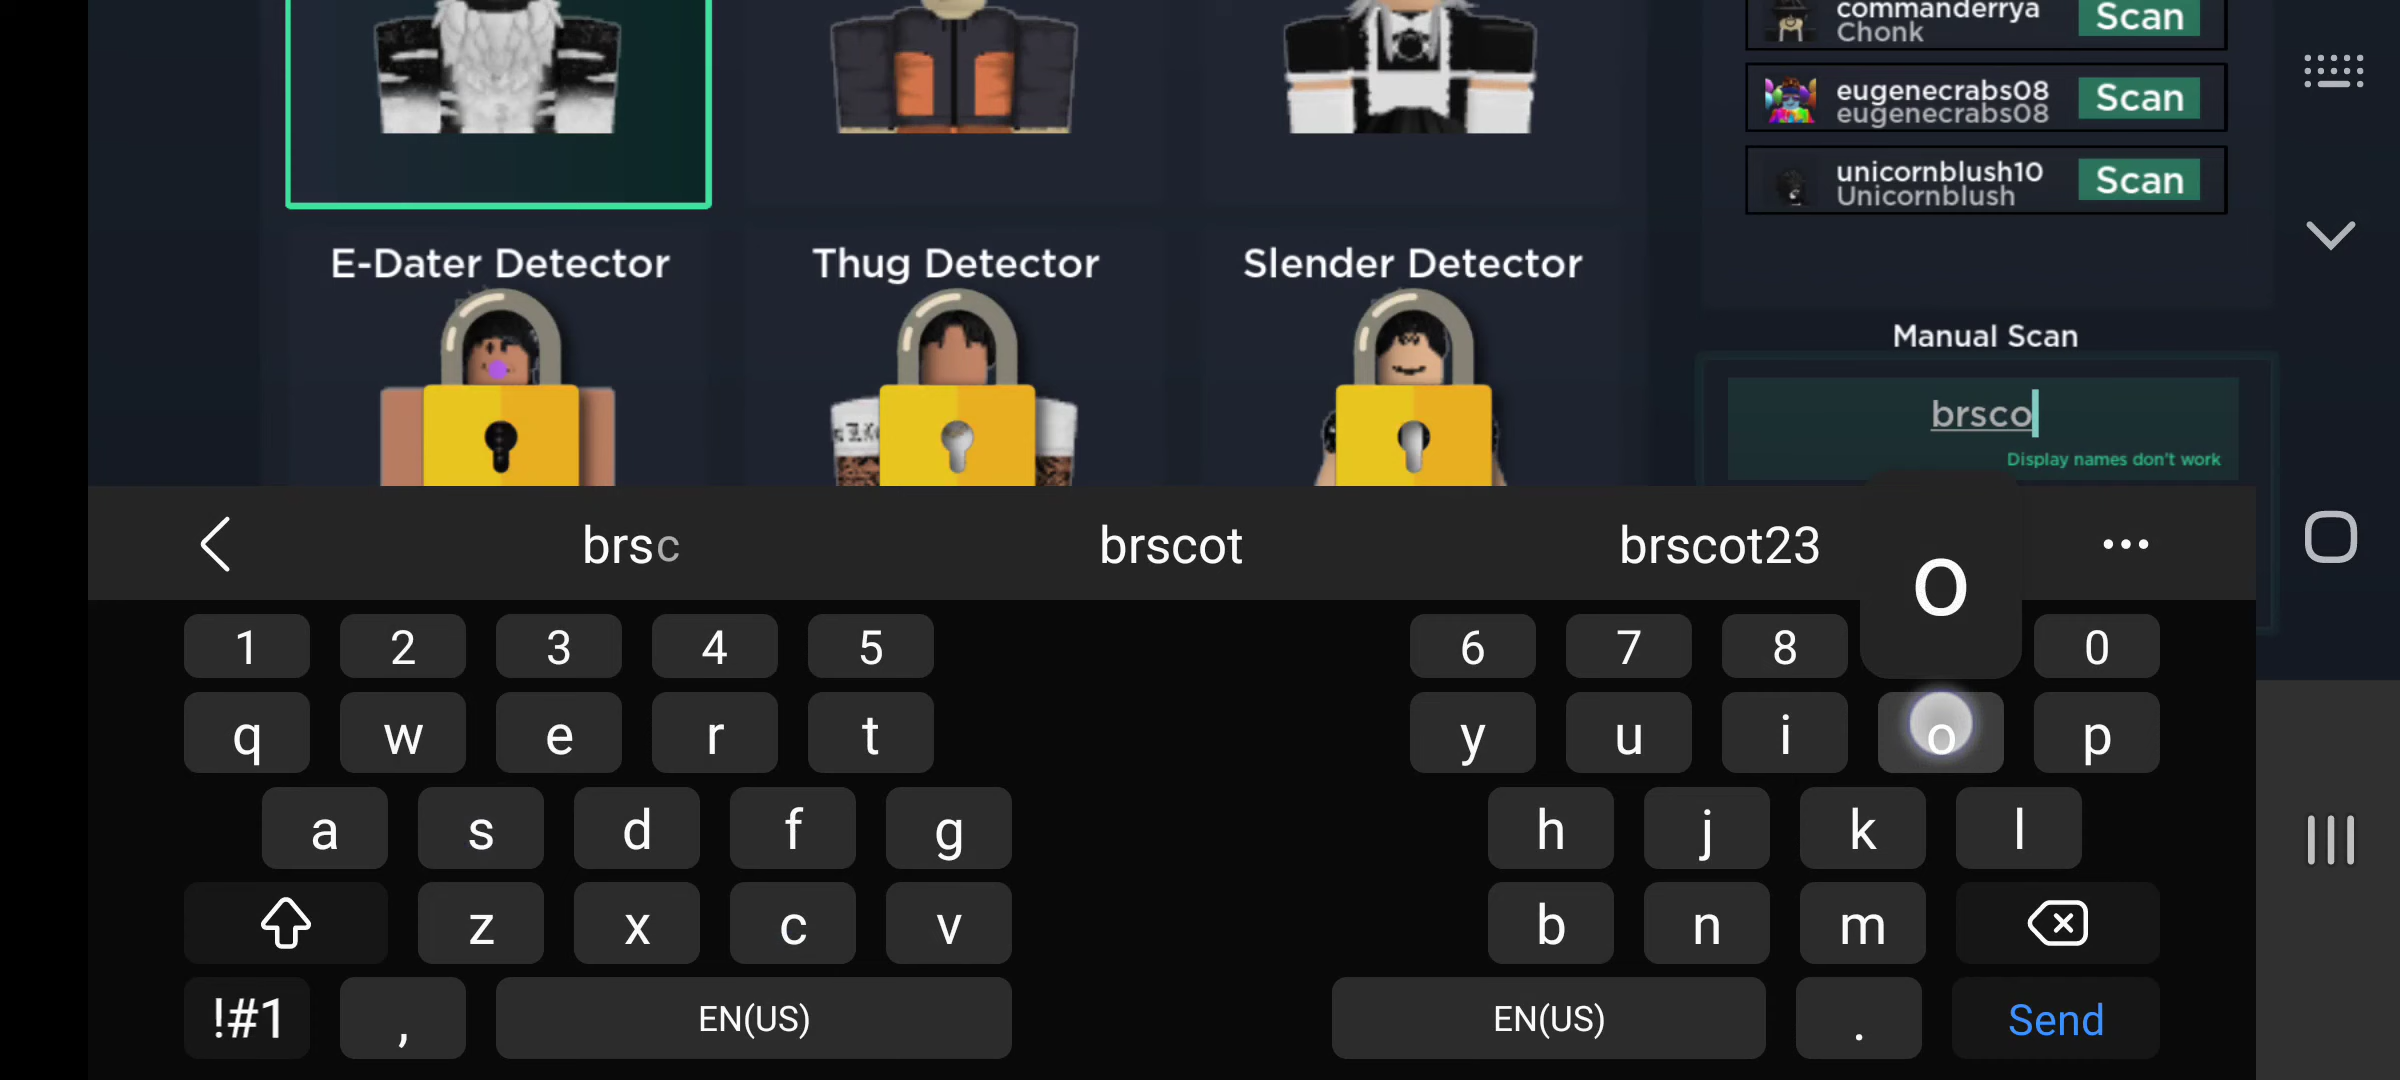 commanderrya
Chonk
Scan
eugenecrabs08
eugenecrabs08
Scan
unicornblush10
Unicornblush
Scan
E-Dater Detector
Thug Detector
Slender Detector
Manual Scan
brsco
Display names don't work
brsc
brscot
brscot23
...
o
1 2 3 4 5 6 7 8 0
q w e r t y u i o p
a s d f g h j k l
z x c v b n m
!#1 , EN(US) EN(US) . Send